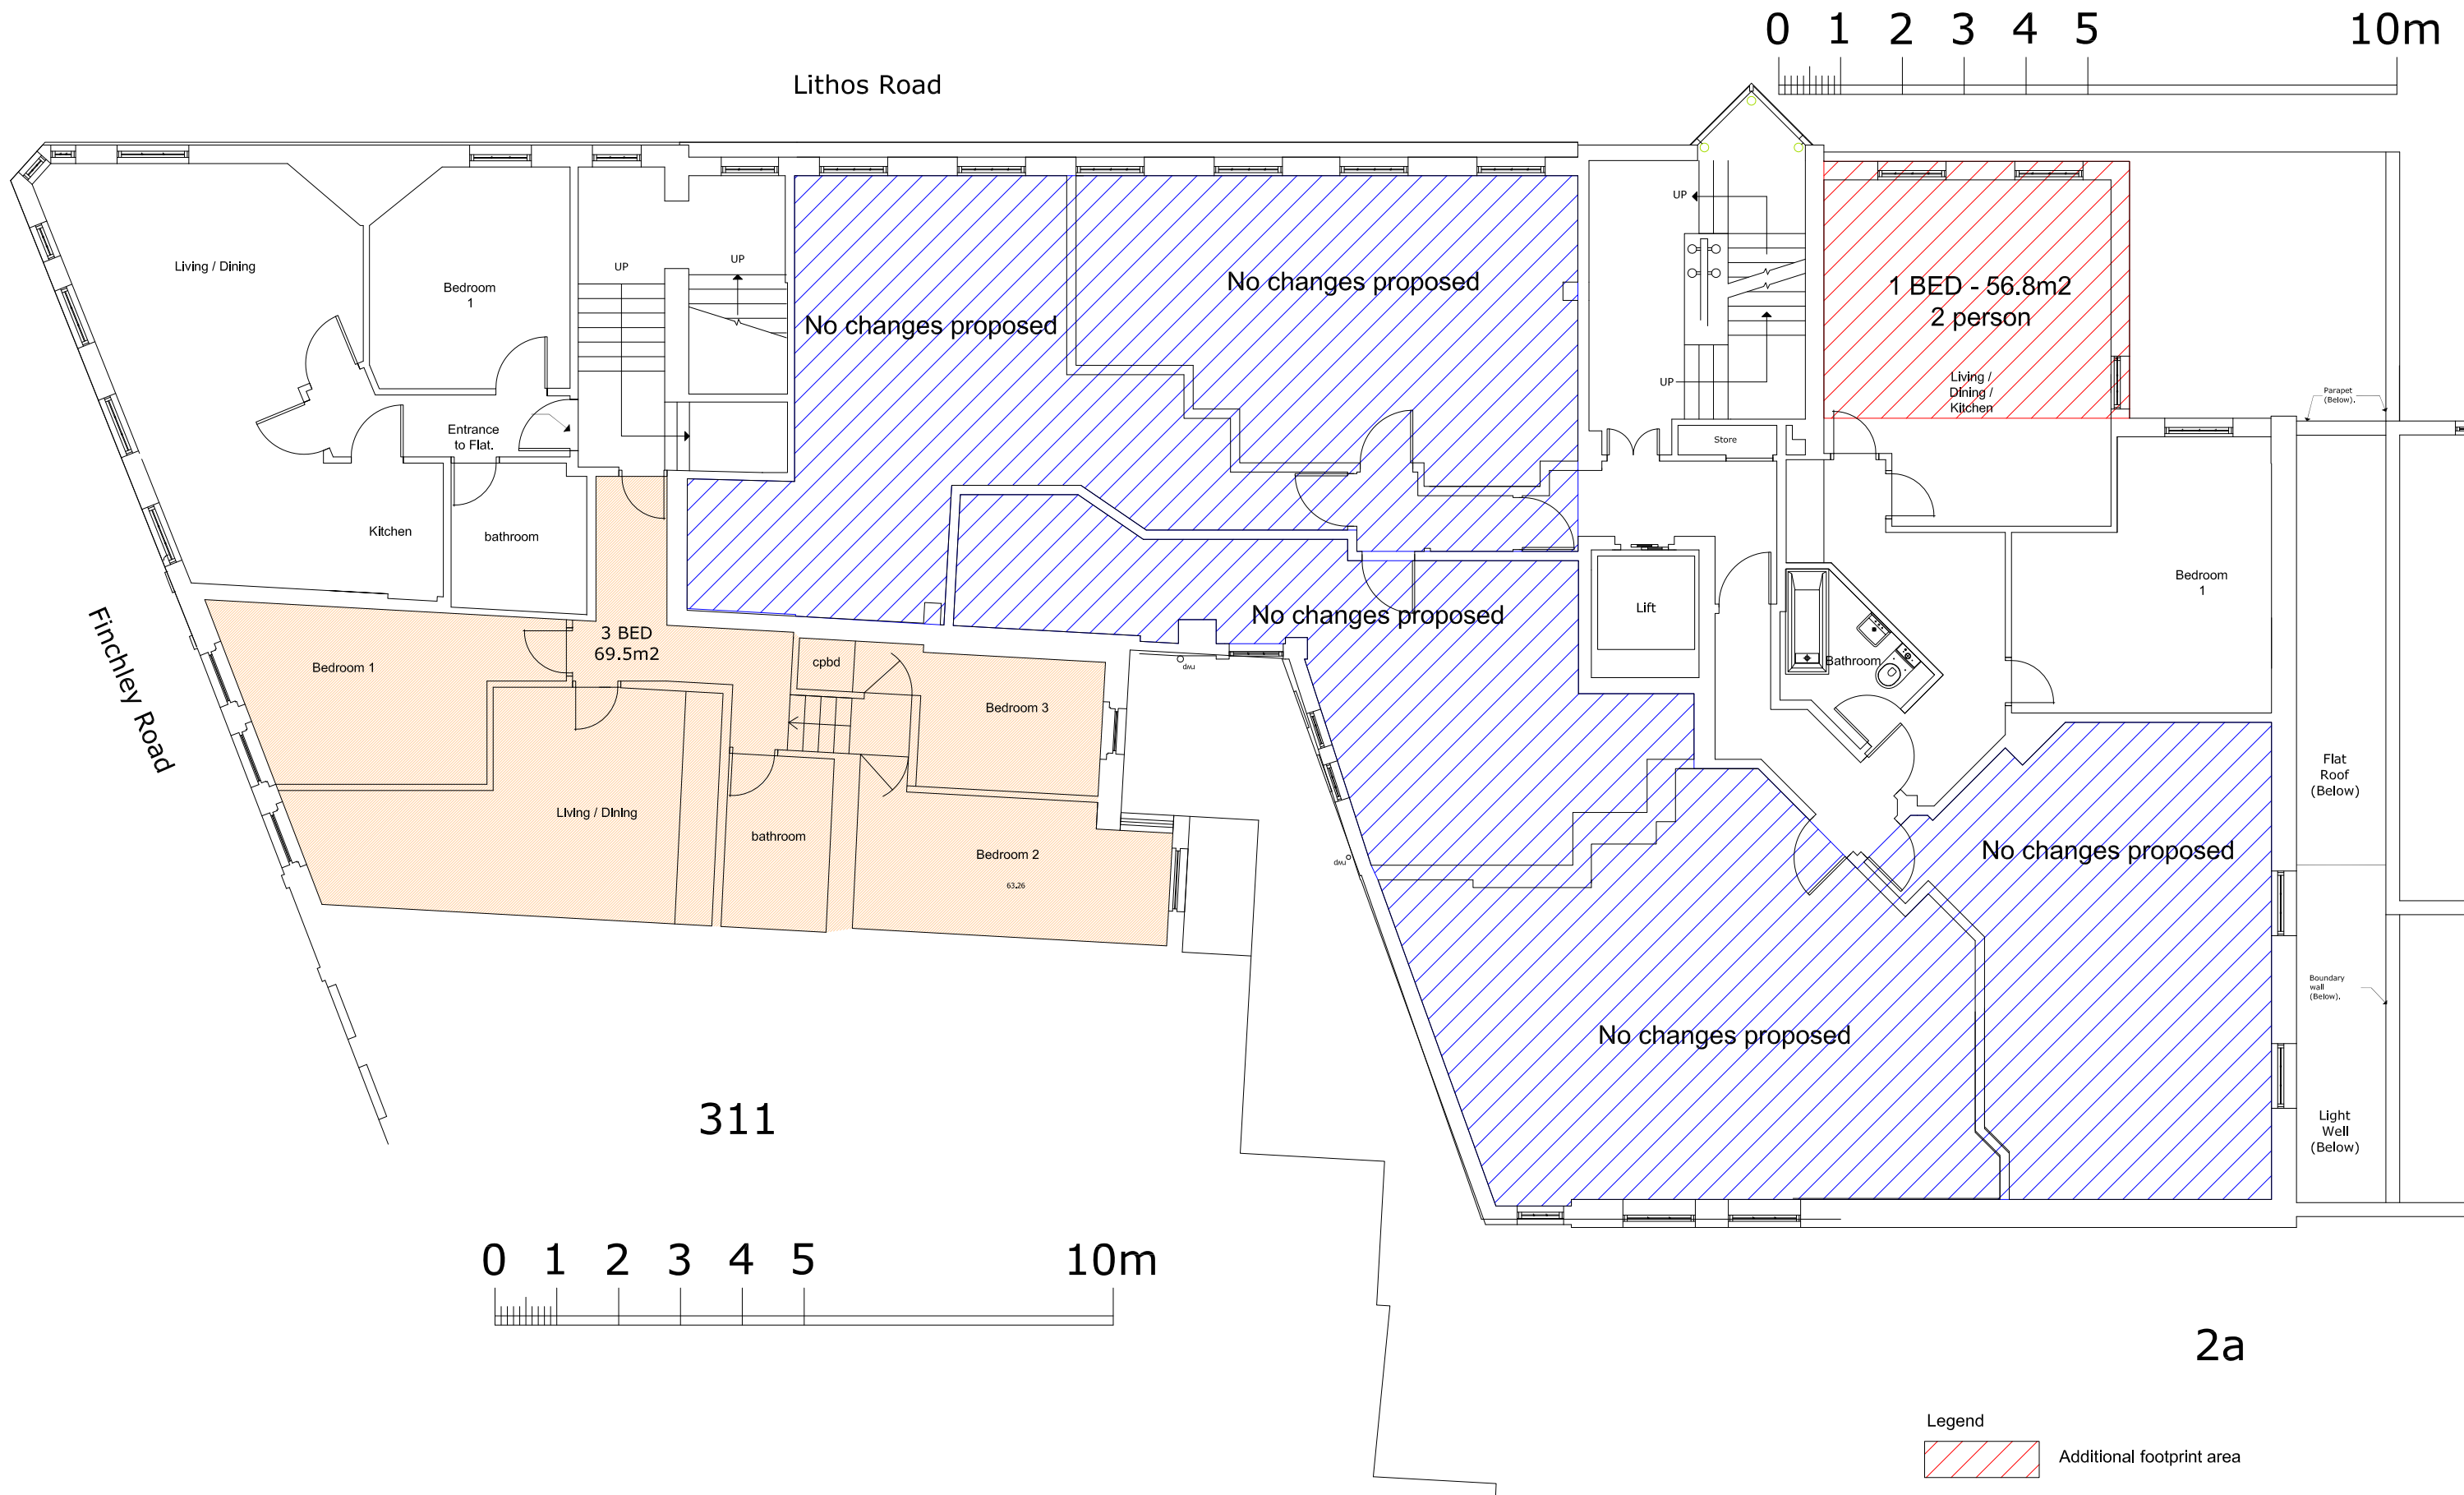 0 1 2 3 4 5 10m
Lithos Road
Living / Dining
Bedroom
1
UP
UP
No changes proposed
No changes proposed
UP
UP
1 BED - 56.8m2
2 person
Living /
Dining /
Kitchen
Parapet
(Below).
Entrance
to Flat.
Store
Kitchen
bathroom
Finchley Road
Bedroom 1
3 BED
69.5m2
cpbd
Bedroom 3
No changes proposed
Lift
Bathroom
Bedroom
1
Living / Dining
bathroom
Bedroom 2
63.26
No changes proposed
Flat
Roof
(Below)
No changes proposed
Boundary
wall
(Below).
Light
Well
(Below)
311
0 1 2 3 4 5 10m
2a
Legend
Additional footprint area